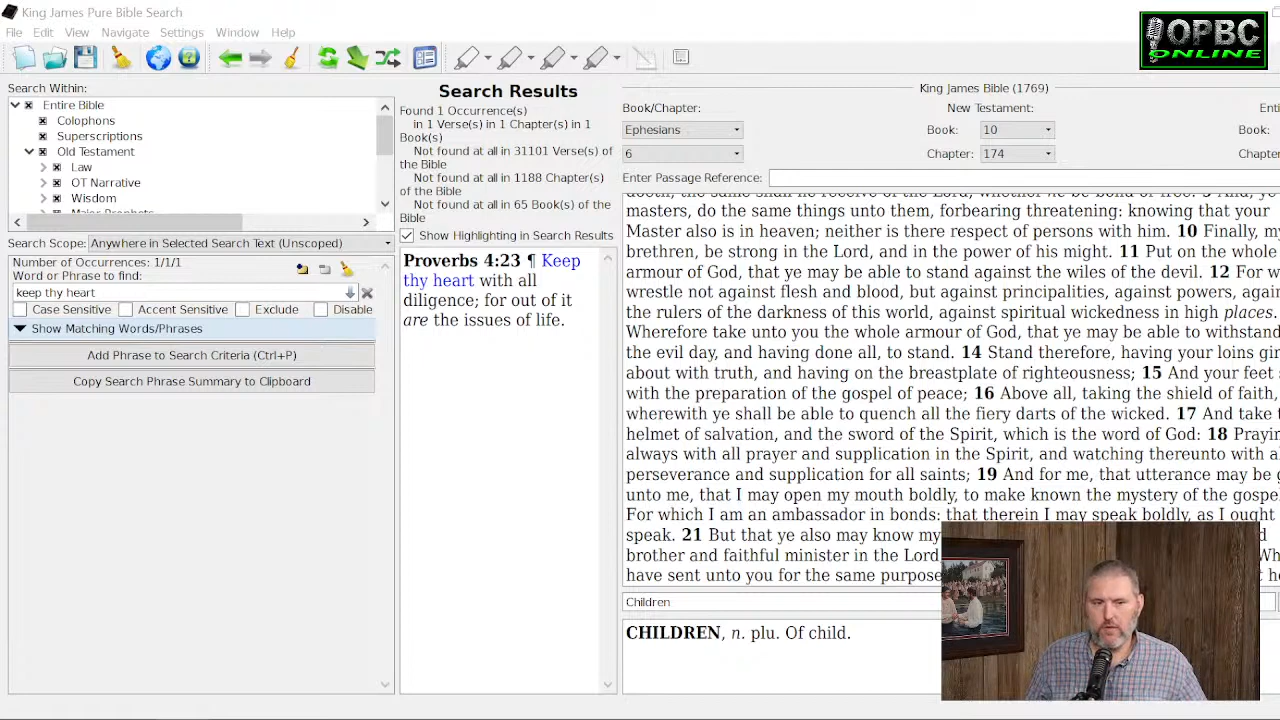 King James Pure Bible Search
File Edit View Navigate Settings Window Help
OPBC
ONLINE
Search Within:
Entire Bible
Colophons
Superscriptions
Old Testament
Law
OT Narrative
Wisdom
Search Scope: Anywhere in Selected Search Text (Unscoped)
Number of Occurrences: 1/1/1
Word or Phrase to find:
keep thy heart
Case Sensitive Accent Sensitive Exclude Disable
Show Matching Words/Phrases
Add Phrase to Search Criteria (Ctrl+P)
Copy Search Phrase Summary to Clipboard
Search Results
Found 1 Occurrence(s)
in 1 Verse(s) in 1 Chapter(s) in 1
Book(s)
Not found at all in 31101 Verse(s) of
the Bible
Not found at all in 1188 Chapter(s)
of the Bible
Not found at all in 65 Book(s) of the
Bible
Show Highlighting in Search Results
Proverbs 4:23 ¶ Keep
thy heart with all
diligence; for out of it
are the issues of life.
King James Bible (1769)
Book/Chapter: New Testament:
Ephesians Book: 10 Book:
6 Chapter: 174 Chapter
Enter Passage Reference:
masters, do the same things unto them, forbearing threatening: knowing that your
Master also is in heaven; neither is there respect of persons with him. 10 Finally, my
brethren, be strong in the Lord, and in the power of his might. 11 Put on the whole
armour of God, that ye may be able to stand against the wiles of the devil. 12 For
wrestle not against flesh and blood, but against principalities, against powers,
the rulers of the darkness of this world, against spiritual wickedness in high places.
Wherefore take unto you the whole armour of God, that ye may be able to withstand
the evil day, and having done all, to stand. 14 Stand therefore, having your loins
about with truth, and having on the breastplate of righteousness; 15 And your feet
with the preparation of the gospel of peace; 16 Above all, taking the shield of faith,
wherewith ye shall be able to quench all the fiery darts of the wicked. 17 And take
helmet of salvation, and the sword of the Spirit, which is the word of God: 18
always with all prayer and supplication in the Spirit, and watching thereunto with
perseverance and supplication for all saints; 19 And for me, that utterance may be
unto me, that I may open my mouth boldly, to make known the mystery of the
For which I am an ambassador in bonds: that therein I may speak boldly, as I ought
speak. 21 But that ye also may know my
brother and faithful minister in the Lord
have sent unto you for the same purpose
Children
CHILDREN, n. plu. Of child.